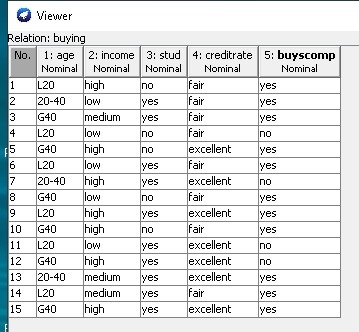 Viewer
Relation: buying
No. 1: age 2: income 3: stud 4: creditrate 5: buyscomp
Nominal Nominal Nominal Nominal Nominal
1 L20 high no fair yes
2 20-40 low yes fair yes
3 G40 medium yes fair yes
4 L20 low no fair no
5 G40 high no excellent yes
6 L20 low yes fair yes
7 20-40 high yes excellent no
8 G40 low no fair yes
9 L20 high yes excellent yes
10 G40 high no fair yes
11 L20 low yes excellent no
12 G40 high yes excellent no
13 20-40 medium yes excellent yes
14 L20 medium yes fair yes
15 G40 high yes excellent yes